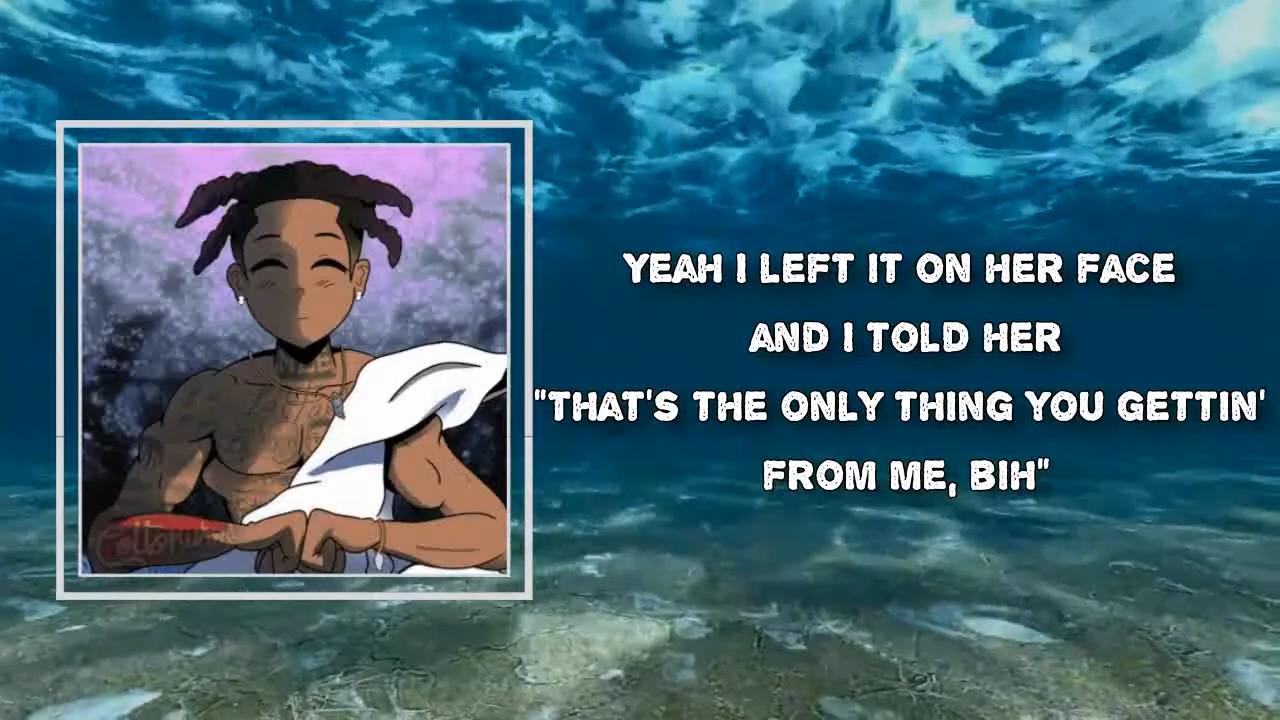 YEAH I LEFT IT ON HER FACE
AND I TOLD HER
"THAT'S THE ONLY THING YOU GETTIN'
FROM ME, BIH"